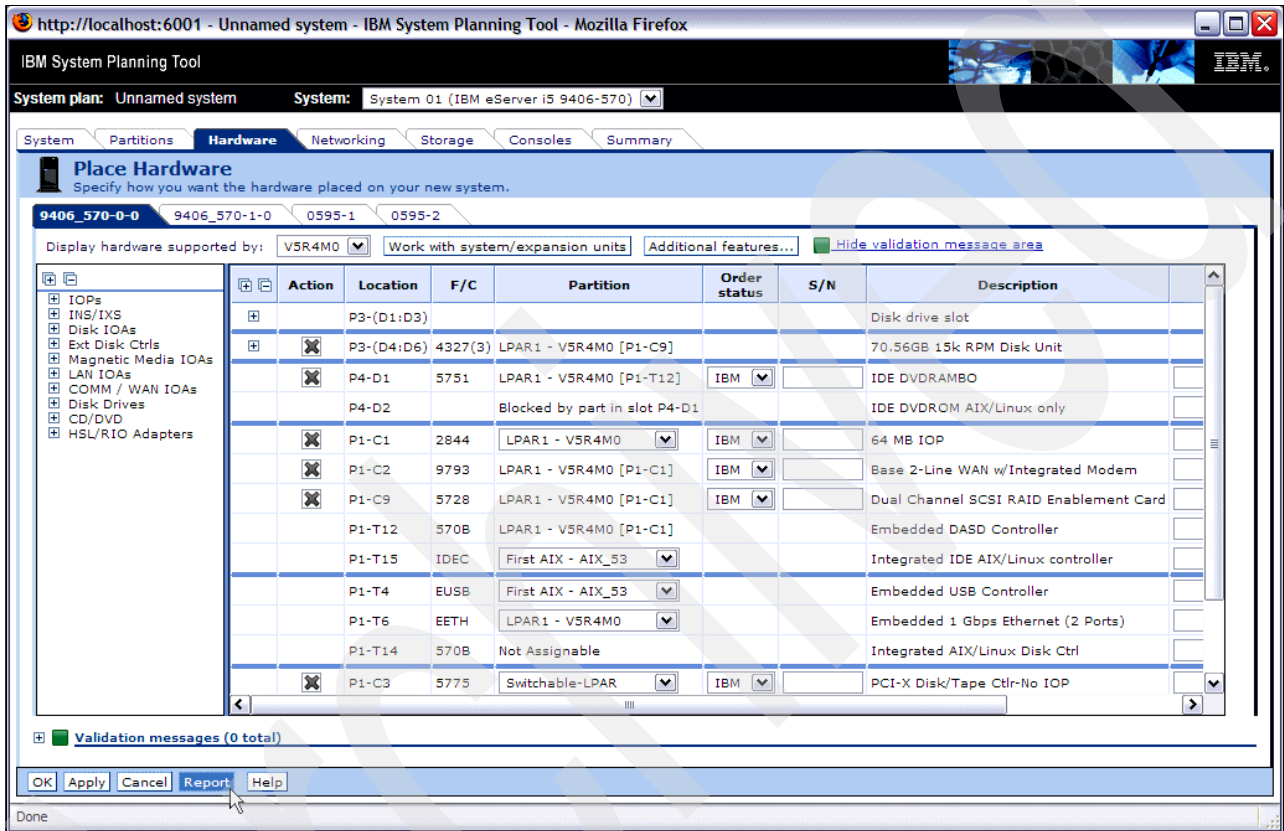 http://localhost:6001 - Unnamed system - IBM System Planning Tool - Mozilla Firefox
IBM System Planning Tool
IBM.
System plan: Unnamed system System: System 01 (IBM eServer i5 9406-570)
System Partitions Hardware Networking Storage Consoles Summary
Place Hardware
Specify how you want the hardware placed on your new system.
9406_570-0-0 9406_570-1-0 0595-1 0595-2
Display hardware supported by: V5R4M0 Work with system/expansion units Additional features... Hide validation message area
IOPs
INS/IXS
Disk IOAs
Ext Disk Ctrls
Magnetic Media IOAs
LAN IOAs
COMM / WAN IOAs
Disk Drives
CD/DVD
HSL/RIO Adapters
Action Location F/C Partition Order status S/N Description
P3-(D1:D3) Disk drive slot
P3-(D4:D6) 4327(3) LPAR1 - V5R4M0 [P1-C9] 70.56GB 15k RPM Disk Unit
P4-D1 5751 LPAR1 - V5R4M0 [P1-T12] IBM IDE DVDRAMBO
P4-D2 Blocked by part in slot P4-D1 IDE DVDROM AIX/Linux only
P1-C1 2844 LPAR1 - V5R4M0 IBM 64 MB IOP
P1-C2 9793 LPAR1 - V5R4M0 [P1-C1] IBM Base 2-Line WAN w/Integrated Modem
P1-C9 5728 LPAR1 - V5R4M0 [P1-C1] IBM Dual Channel SCSI RAID Enablement Card
P1-T12 570B LPAR1 - V5R4M0 [P1-C1] Embedded DASD Controller
P1-T15 IDEC First AIX - AIX_53 Integrated IDE AIX/Linux controller
P1-T4 EUSB First AIX - AIX_53 Embedded USB Controller
P1-T6 EETH LPAR1 - V5R4M0 Embedded 1 Gbps Ethernet (2 Ports)
P1-T14 570B Not Assignable Integrated AIX/Linux Disk Ctrl
P1-C3 5775 Switchable-LPAR IBM PCI-X Disk/Tape Ctlr-No IOP
Validation messages (0 total)
OK Apply Cancel Report Help
Done